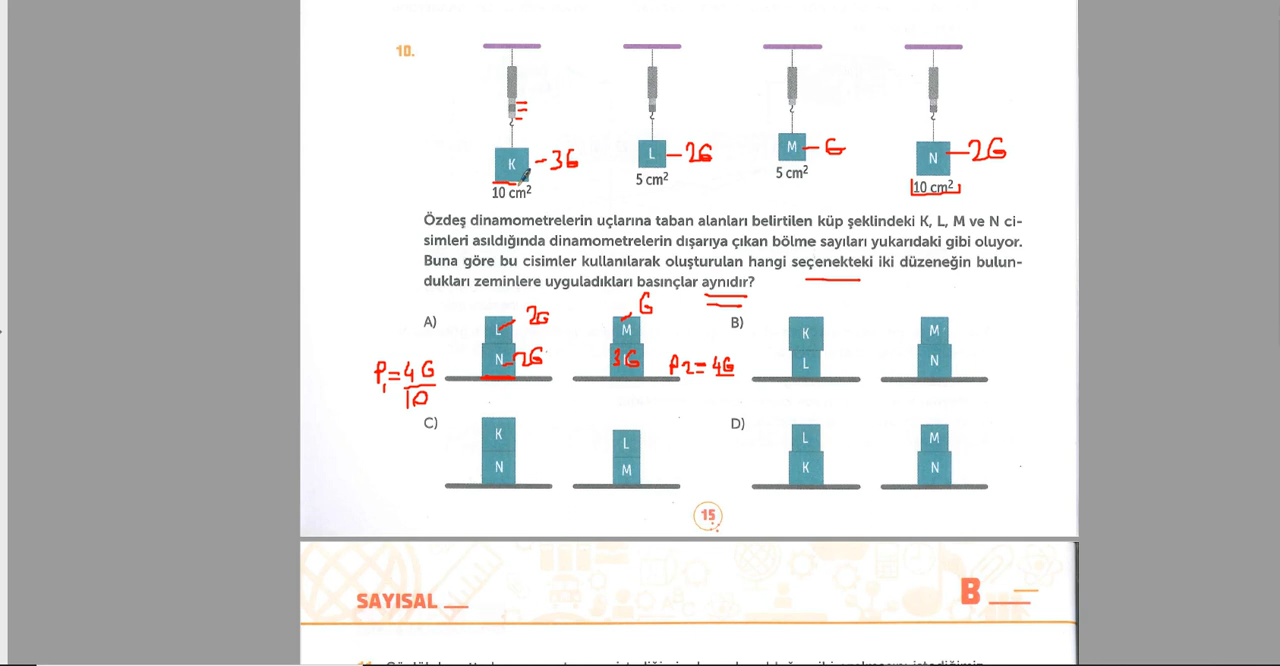 10.
K -3G
L -2G
M -G
N -2G
10 cm²
5 cm²
5 cm²
10 cm²
Özdeş dinamometrelerin uçlarına taban alanları belirtilen küp şeklindeki K, L, M ve N ci-
simleri asıldığında dinamometrelerin dışarıya çıkan bölme sayıları yukarıdaki gibi oluyor.
Buna göre bu cisimler kullanılarak oluşturulan hangi seçenekteki iki düzeneğin bulun-
dukları zeminlere uyguladıkları basınçlar aynıdır?
A)
L 2G
N 2G
P₁=4G
10
M G
3G
P2=4G
B)
K
L
M
N
C)
K
N
L
M
D)
L
K
M
N
15
SAYISAL
B